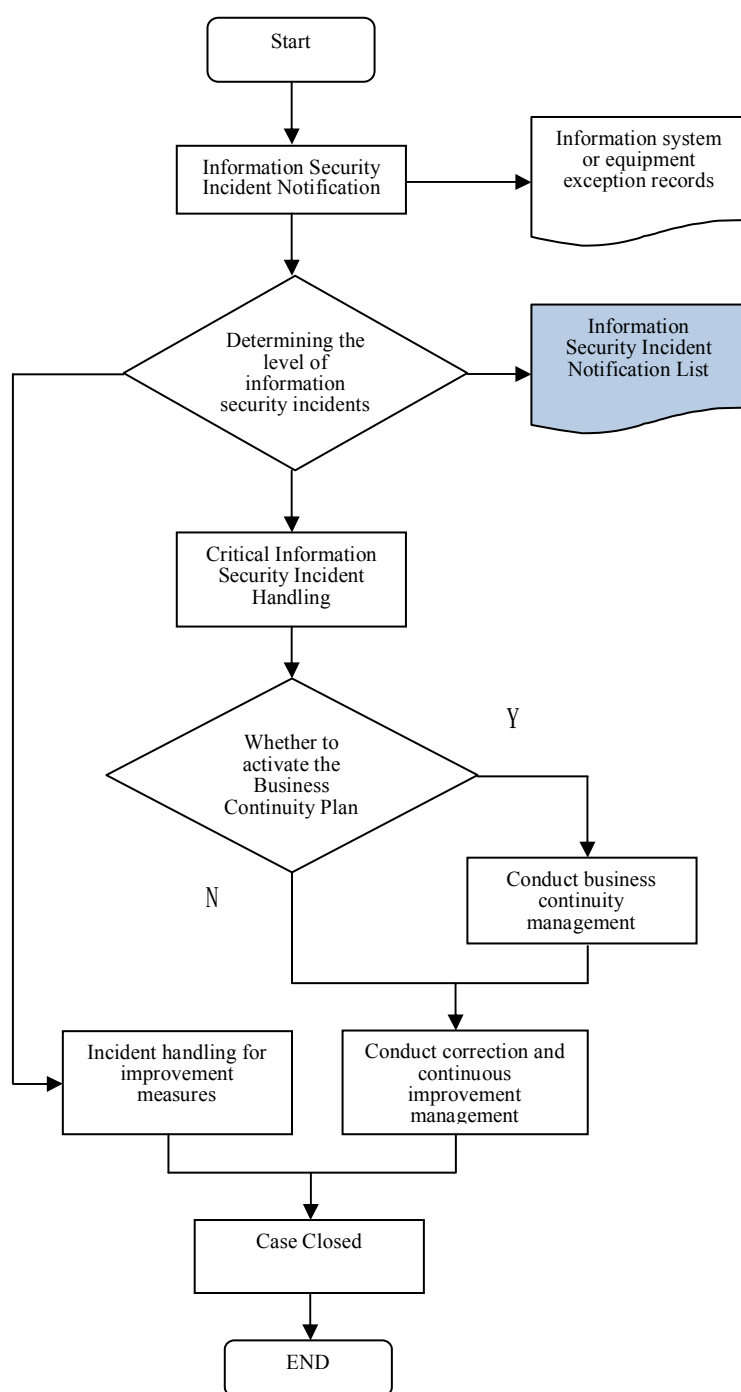 Start
Information Security
Incident Notification
Information system
or equipment
exception records
Determining the
level of
information
security incidents
Information
Security Incident
Notification List
Critical Information
Security Incident
Handling
Whether to
activate the
Business
Continuity Plan
Y
N
Conduct business
continuity
management
Incident handling for
improvement
measures
Conduct correction and
continuous
improvement
management
Case Closed
END